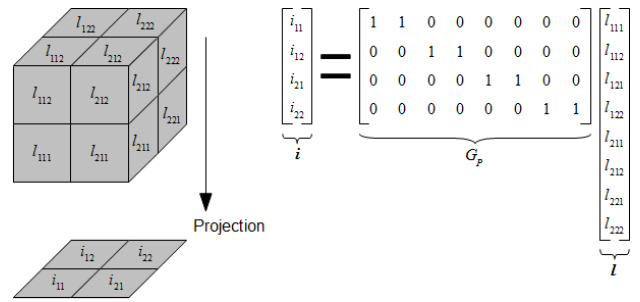 l122 l222
l112 l212 l222
l112 l212 l212
l111 l211 l211 l221
Projection
i12 i22
i11 i21
i11 1 1 0 0 0 0 0 0 l111
i12 = 0 0 1 1 0 0 0 0 l112
i21 0 0 0 0 1 1 0 0 l121
i22 0 0 0 0 0 0 1 1 l122
l211
l212
l221
l222
i
GP
l